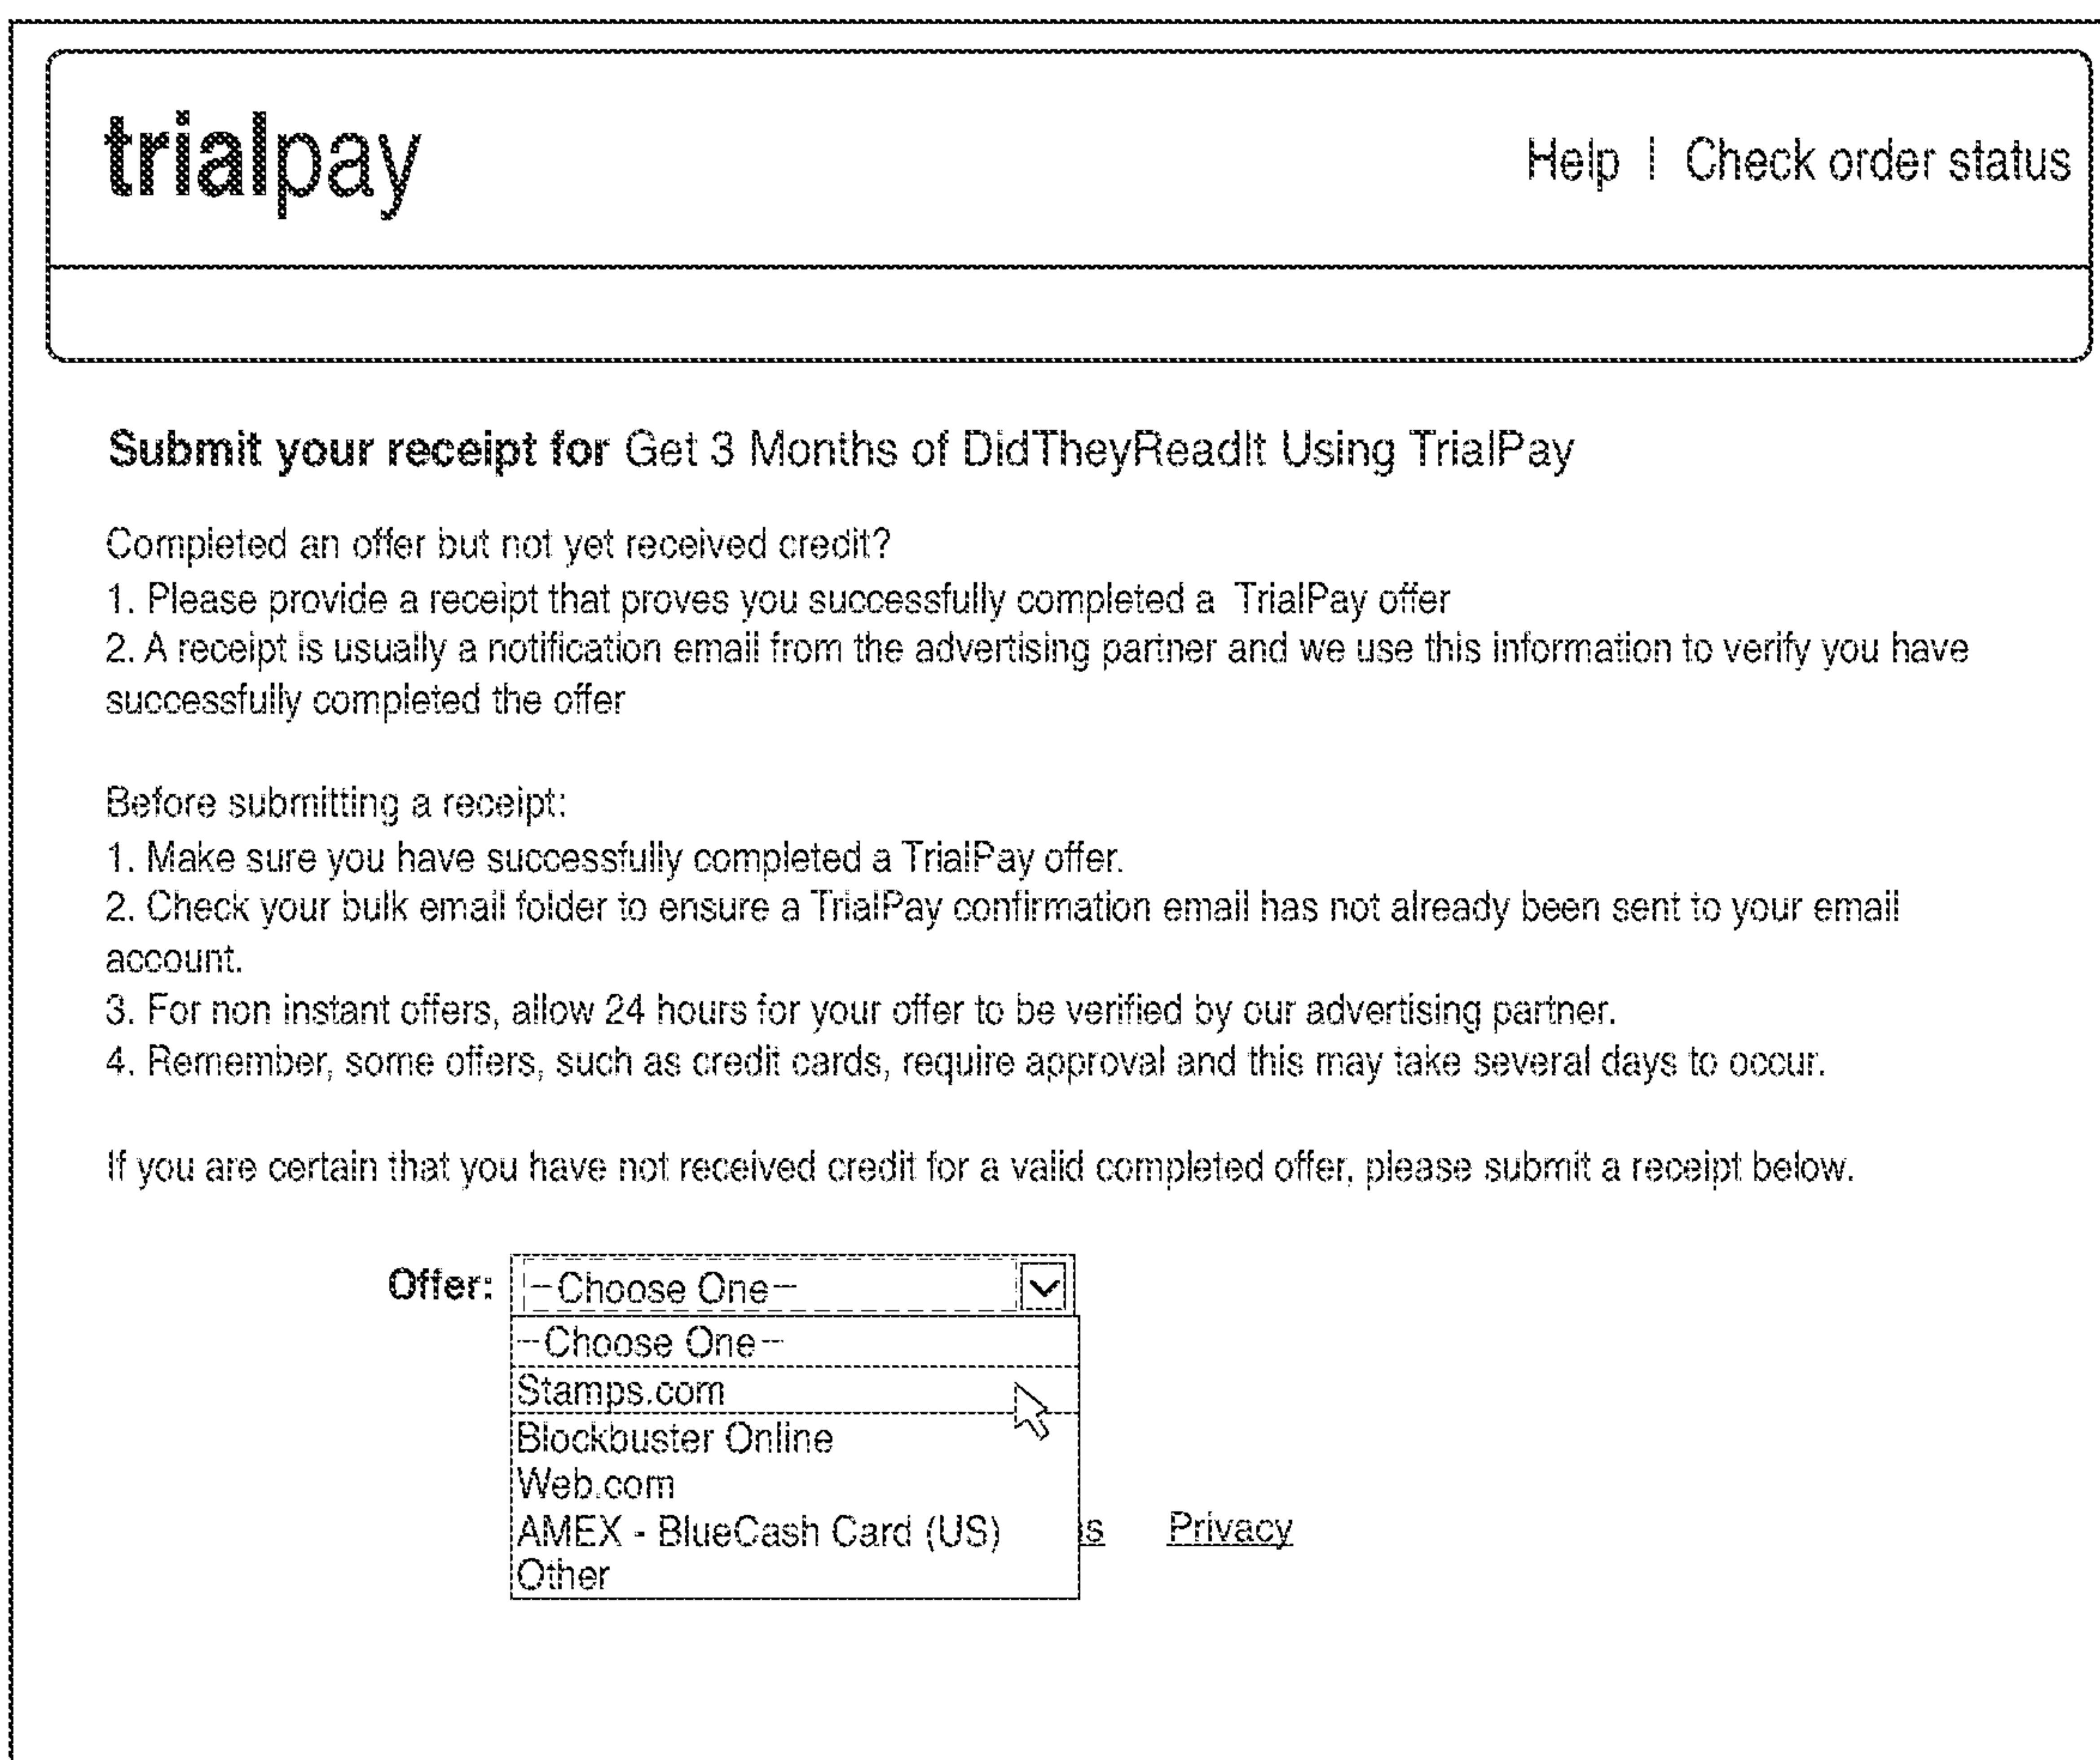 trialpay
Help | Check order status
Submit your receipt for Get 3 Months of DidTheyReadIt Using TrialPay
Completed an offer but not yet received credit?
1. Please provide a receipt that proves you successfully completed a TrialPay offer
2. A receipt is usually a notification email from the advertising partner and we use this information to verify you have
successfully completed the offer
Before submitting a receipt:
1. Make sure you have successfully completed a TrialPay offer.
2. Check your bulk email folder to ensure a TrialPay confirmation email has not already been sent to your email
account.
3. For non instant offers, allow 24 hours for your offer to be verified by our advertising partner.
4. Remember, some offers, such as credit cards, require approval and this may take several days to occur.
If you are certain that you have not received credit for a valid completed offer, please submit a receipt below.
Offer: --Choose One--
--Choose One--
Stamps.com
Blockbuster Online
Web.com
AMEX - BlueCash Card (US) Privacy
Other